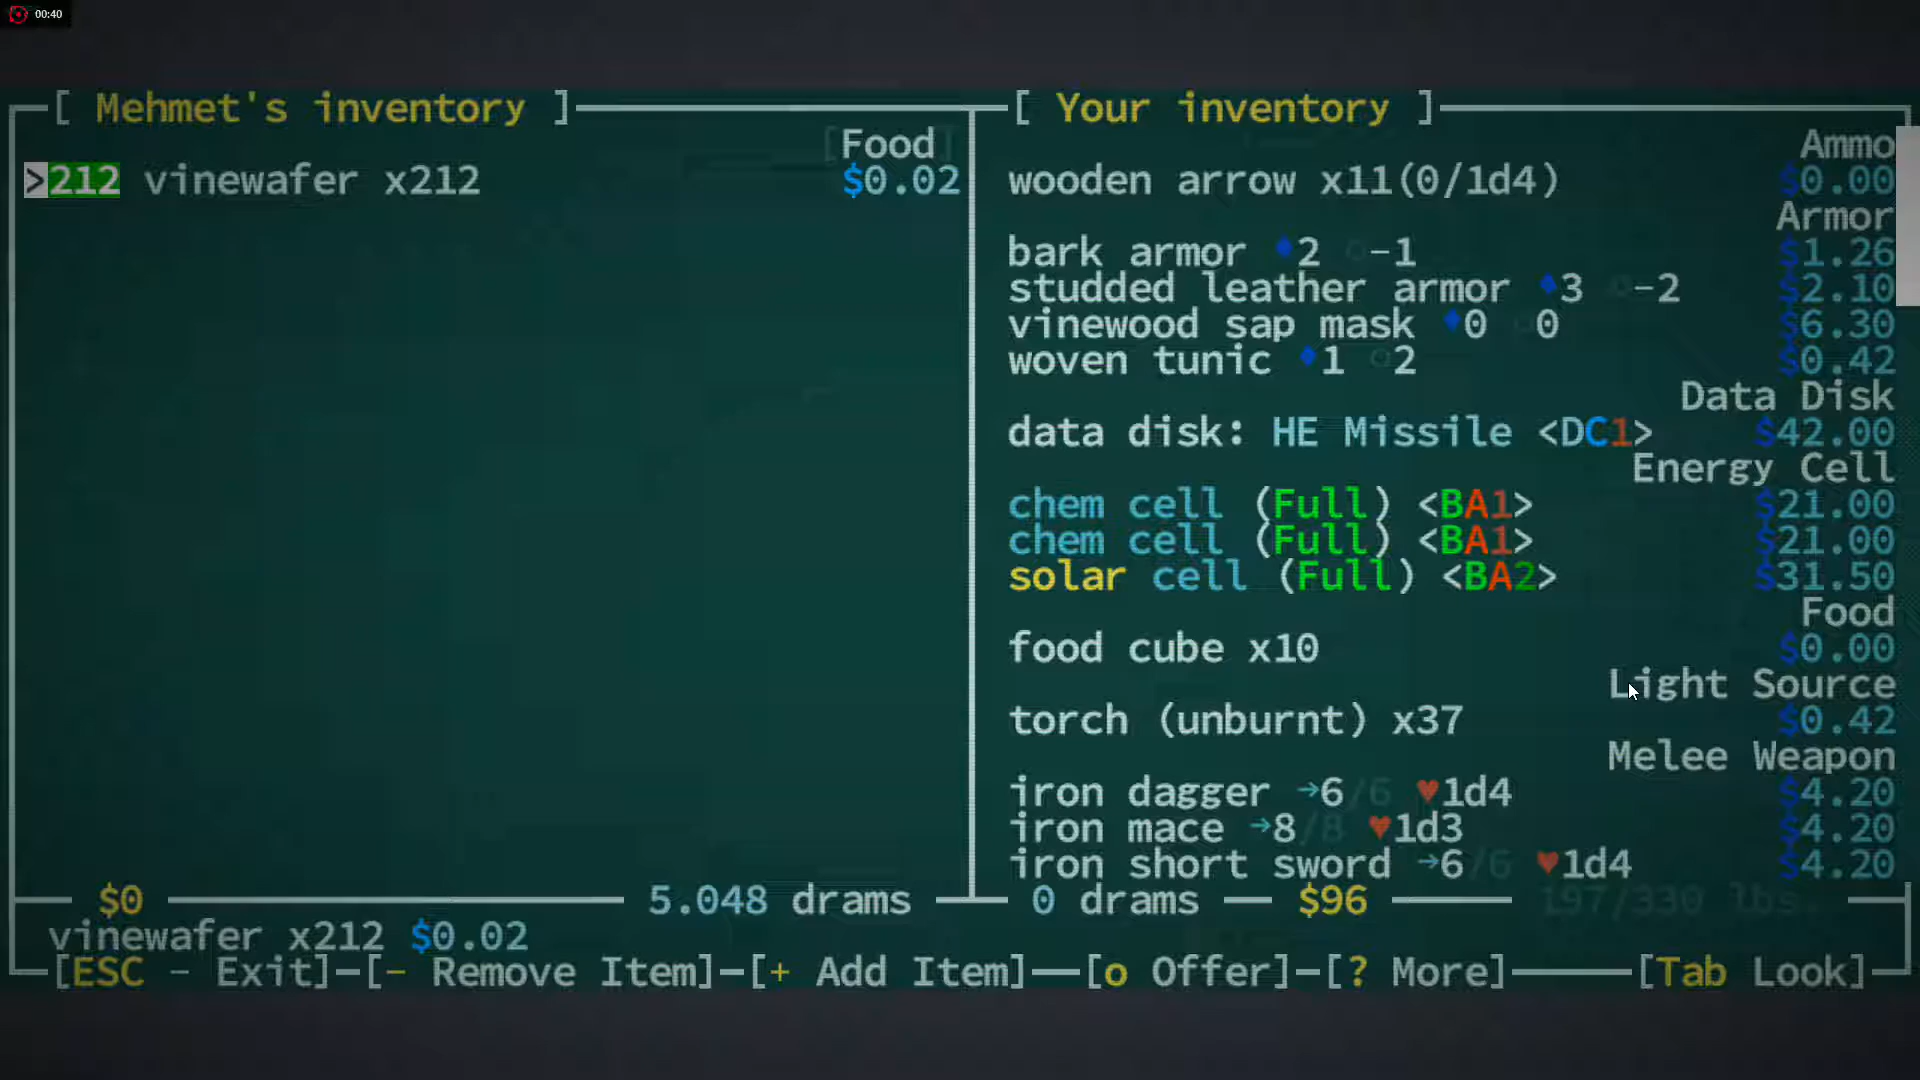 00:40
[ Mehmet's inventory ]
[Food]
>212 vinewafer x212 $0.02
$0
5.048 drams
[ Your inventory ]
Ammo
wooden arrow x11(0/1d4) $0.00
Armor
bark armor ♦2 ○-1 $1.26
studded leather armor ♦3 ○-2 $2.10
vinewood sap mask ♦0 ○0 $6.30
woven tunic ♦1 ○2 $0.42
Data Disk
data disk: HE Missile <DC1> $42.00
Energy Cell
chem cell (Full) <BA1> $21.00
chem cell (Full) <BA1> $21.00
solar cell (Full) <BA2> $31.50
Food
food cube x10 $0.00
Light Source
torch (unburnt) x37 $0.42
Melee Weapon
iron dagger →6/6 ♥1d4 $4.20
iron mace →8/8 ♥1d3 $4.20
iron short sword →6/6 ♥1d4 $4.20
0 drams — $96
197/330 lbs.
vinewafer x212 $0.02
[ESC - Exit]-[- Remove Item]-[+ Add Item]—[o Offer]-[? More] [Tab Look]